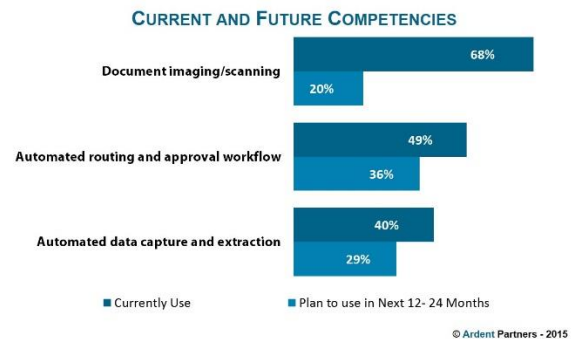 CURRENT AND FUTURE COMPETENCIES
Document imaging/scanning
68%
20%
Automated routing and approval workflow
49%
36%
Automated data capture and extraction
40%
29%
Currently Use
Plan to use in Next 12- 24 Months
© Ardent Partners - 2015